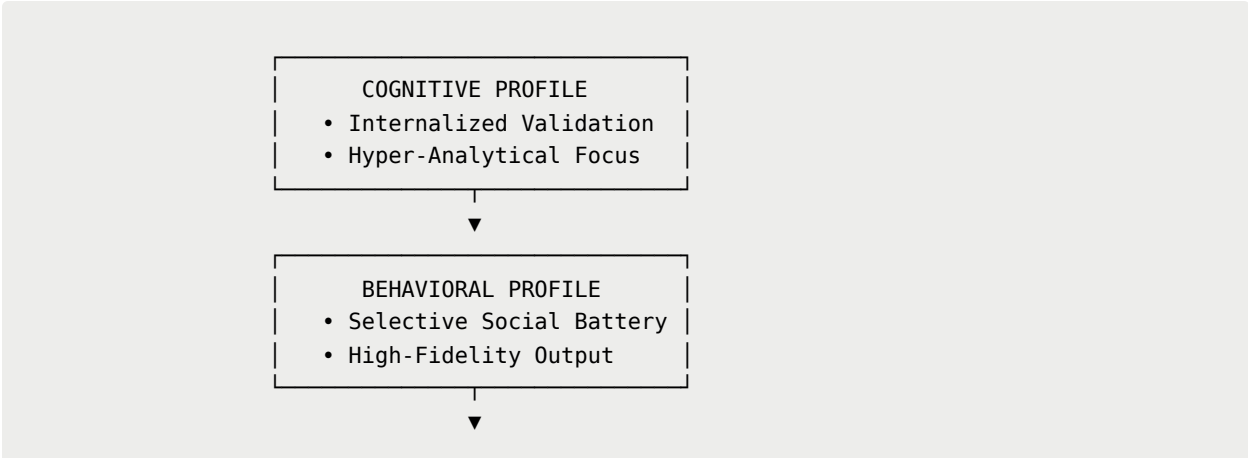 COGNITIVE PROFILE
• Internalized Validation
• Hyper-Analytical Focus
▼
BEHAVIORAL PROFILE
• Selective Social Battery
• High-Fidelity Output
▼